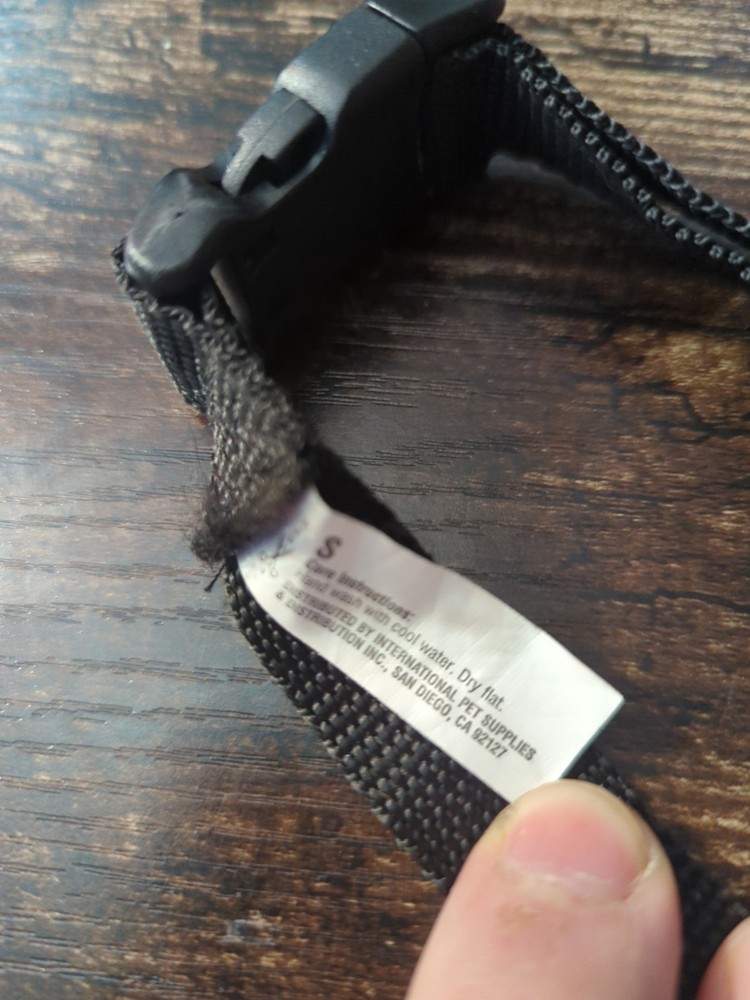 S
Care Instructions:
Hand wash with cool water, Dry flat.
DISTRIBUTED BY INTERNATIONAL PET SUPPLIES
& DISTRIBUTION INC., SAN DIEGO, CA 92127